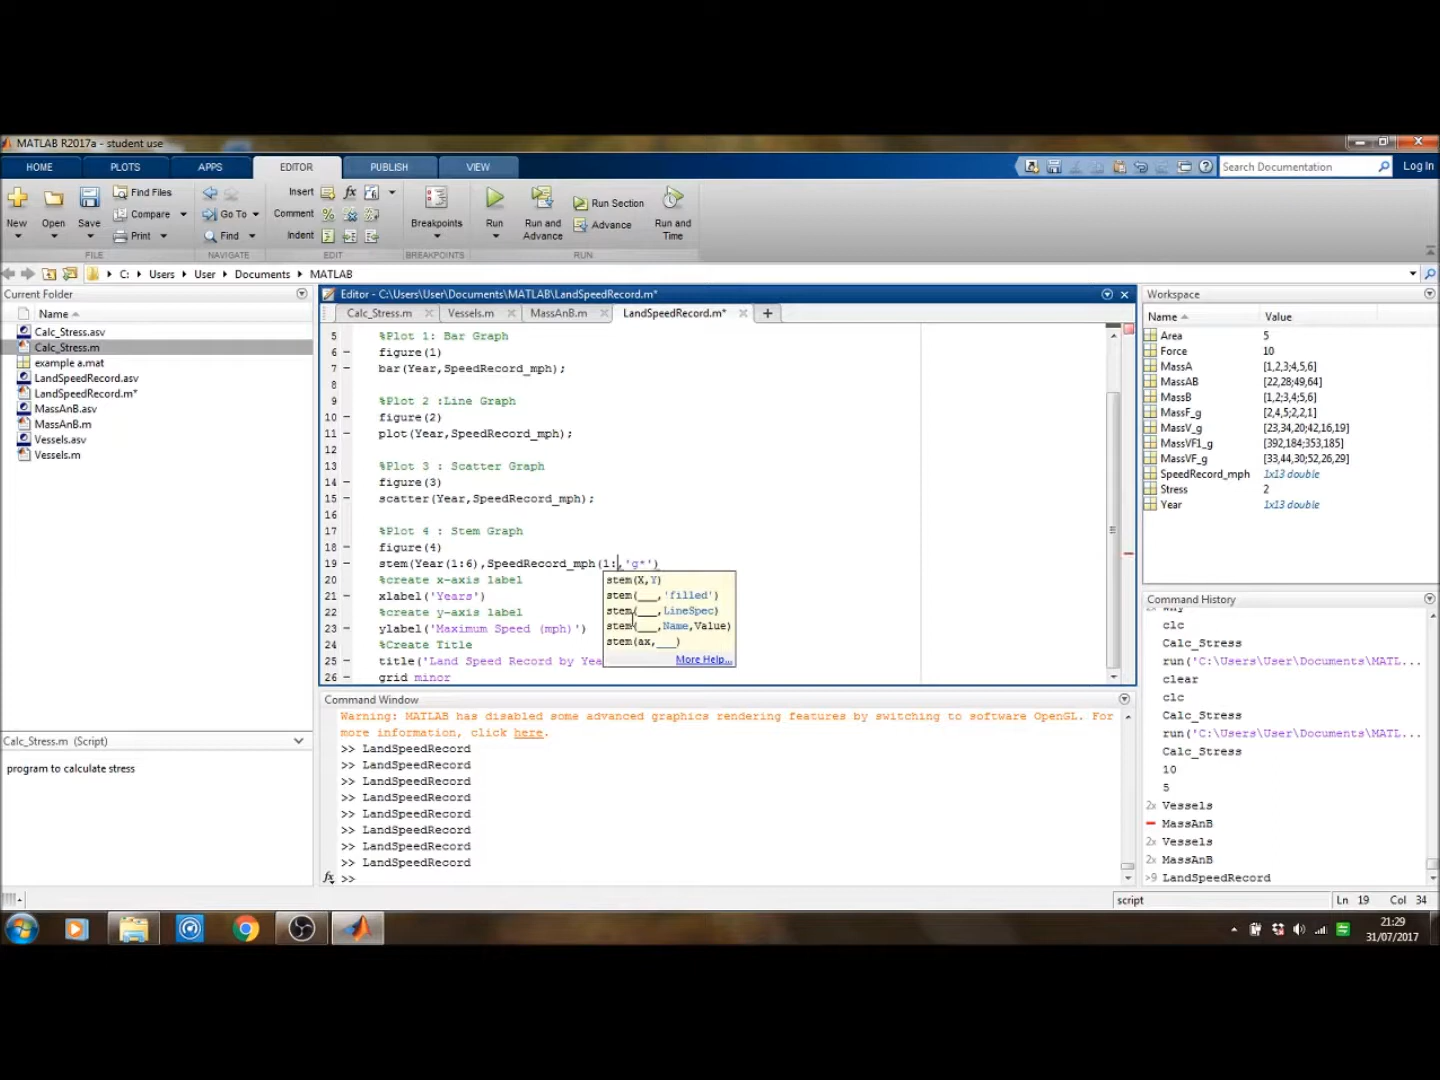 MATLAB R2017a - student use
HOME PLOTS APPS EDITOR PUBLISH VIEW
Search Documentation
Log In
New Open Save
Find Files
Compare
Print
Go To
Find
Insert
Comment
Indent
Breakpoints
Run
Run and Advance
Run Section
Advance
Run and Time
FILE NAVIGATE EDIT BREAKPOINTS RUN
C: Users User Documents MATLAB
Current Folder
Name
Calc_Stress.asv
Calc_Stress.m
example a.mat
LandSpeedRecord.asv
LandSpeedRecord.m*
MassAnB.asv
MassAnB.m
Vessels.asv
Vessels.m
Calc_Stress.m (Script)
program to calculate stress
Editor - C:\Users\User\Documents\MATLAB\LandSpeedRecord.m*
Calc_Stress.m Vessels.m MassAnB.m LandSpeedRecord.m*
5 %Plot 1: Bar Graph
6 – figure(1)
7 – bar(Year,SpeedRecord_mph);
8
9 %Plot 2 :Line Graph
10 – figure(2)
11 – plot(Year,SpeedRecord_mph);
12
13 %Plot 3 : Scatter Graph
14 – figure(3)
15 – scatter(Year,SpeedRecord_mph);
16
17 %Plot 4 : Stem Graph
18 – figure(4)
19 – stem(Year(1:6),SpeedRecord_mph(1:,'g*')
20 %create x-axis label
21 – xlabel('Years')
22 %create y-axis label
23 – ylabel('Maximum Speed (mph)')
24 %Create Title
25 – title('Land Speed Record by Yea
26 – grid minor
stem(X,Y)
stem(___,'filled')
stem(___,LineSpec)
stem(___,Name,Value)
stem(ax,___)
More Help...
Command Window
Warning: MATLAB has disabled some advanced graphics rendering features by switching to software OpenGL. For
more information, click here.
>> LandSpeedRecord
>> LandSpeedRecord
>> LandSpeedRecord
>> LandSpeedRecord
>> LandSpeedRecord
>> LandSpeedRecord
>> LandSpeedRecord
>> LandSpeedRecord
fx >>
Workspace
Name Value
Area 5
Force 10
MassA [1,2,3;4,5,6]
MassAB [22,28;49,64]
MassB [1,2;3,4;5,6]
MassF_g [2,4,5;2,2,1]
MassV_g [23,34,20;42,16,19]
MassVF1_g [392,184;353,185]
MassVF_g [33,44,30;52,26,29]
SpeedRecord_mph 1x13 double
Stress 2
Year 1x13 double
Command History
2x why
clc
Calc_Stress
run('C:\Users\User\Documents\MATL...
clear
clc
Calc_Stress
run('C:\Users\User\Documents\MATL...
Calc_Stress
10
5
2x Vessels
MassAnB
2x Vessels
2x MassAnB
>9 LandSpeedRecord
script Ln 19 Col 34
21:29
31/07/2017